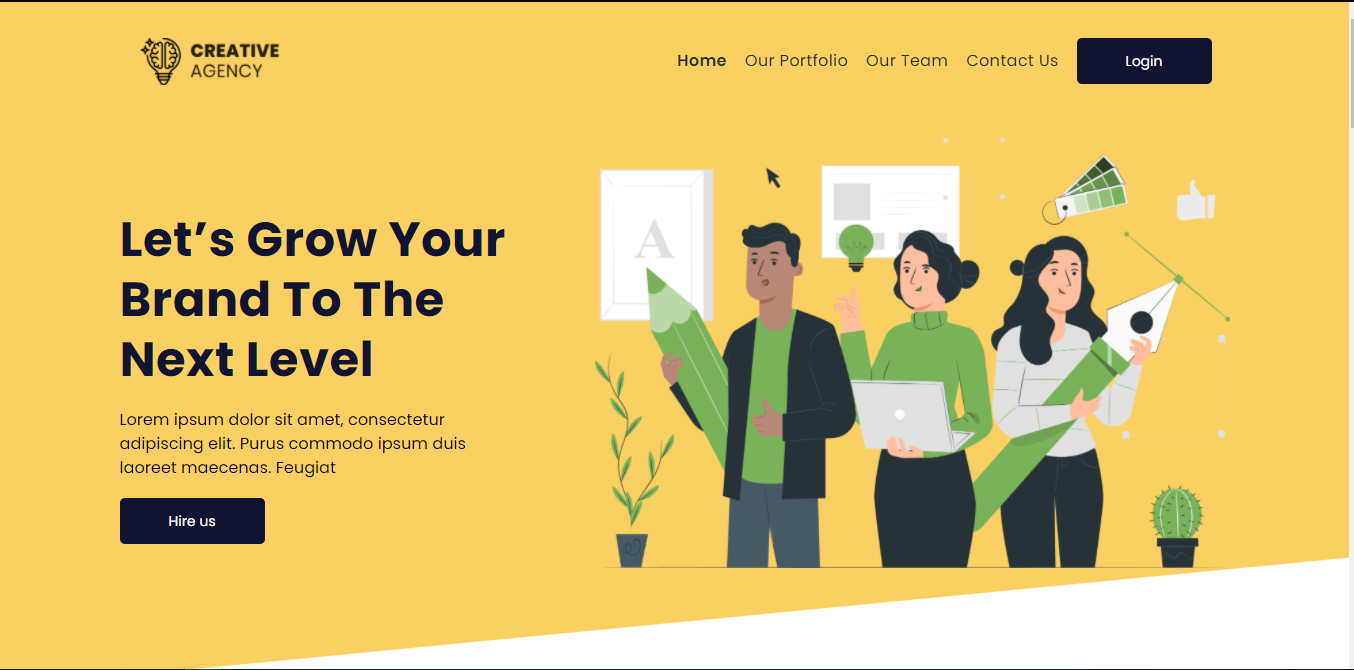 CREATIVE
AGENCY
Home Our Portfolio Our Team Contact Us Login
A
Let’s Grow Your
Brand To The
Next Level
Lorem ipsum dolor sit amet, consectetur
adipiscing elit. Purus commodo ipsum duis
laoreet maecenas. Feugiat
Hire us